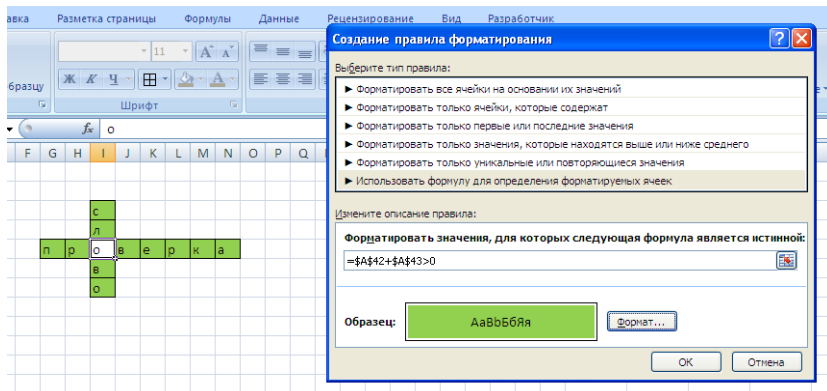 авка Разметка страницы Формулы Данные Рецензирование Вид Разработчик
11 A A
бразцу Ж К Ч
Шрифт
fx о
F G H I J K L M N O P Q
с
л
п р о в е р к а
в
о
Создание правила форматирования
Выберите тип правила:
► Форматировать все ячейки на основании их значений
► Форматировать только ячейки, которые содержат
► Форматировать только первые или последние значения
► Форматировать только значения, которые находятся выше или ниже среднего
► Форматировать только уникальные или повторяющиеся значения
► Использовать формулу для определения форматируемых ячеек
Измените описание правила:
Форматировать значения, для которых следующая формула является истинной:
=$A$42+$A$43>0
Образец: АаВbБбЯя Формат...
ОК Отмена